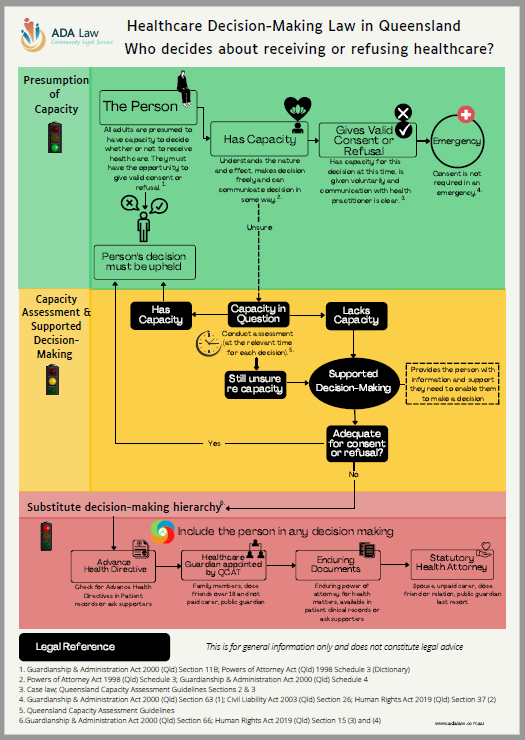 ADA Law
Community Legal Service
Healthcare Decision-Making Law in Queensland
Who decides about receiving or refusing healthcare?
Presumption
of
Capacity
The Person
All adults are presumed to
have capacity to decide
whether or not to receive
healthcare. They must
have the opportunity to
give valid consent or
refusal. 1.
Has Capacity
Understands the nature
and effect, makes decision
freely and can
communicate decision in
some way. 2.
Gives Valid
Consent or
Refusal
Has capacity for this
decision at this time, is
given voluntarily and
communication with health
practitioner is clear. 3.
Emergency
Consent is not
required in an
emergency. 4.
Unsure
Person's decision
must be upheld
Capacity
Assessment &
Supported
Decision-
Making
Has
Capacity
Capacity in
Question
Lacks
Capacity
Conduct assessment
(at the relevant time
for each decision). 5.
Still unsure
re capacity
Supported
Decision-Making
Provides the person with
information and support
they need to enable them
to make a decision
Adequate
for consent
or refusal?
Yes
No
Substitute decision-making hierarchy 6
Include the person in any decision making
Advance
Health Directive
Check for Advance Health
Directives in Patient
records or ask supporters
Healthcare
Guardian appointed
by QCAT
Family members, close
friends over 18 and not
paid carer, public guardian
Enduring
Documents
Enduring power of
attorney for health
matters, available in
patient clinical records or
ask supporters
Statutory
Health Attorney
Spouse, unpaid carer, close
friend or relation, public guardian
last resort
Legal Reference
This is for general information only and does not constitute legal advice
1. Guardianship & Administration Act 2000 (Qld) Section 11B; Powers of Attorney Act (Qld) 1998 Schedule 3 (Dictionary)
2. Powers of Attorney Act 1998 (Qld) Schedule 3; Guardianship & Administration Act 2000 (Qld) Schedule 4
3. Case law; Queensland Capacity Assessment Guidelines Sections 2 & 3
4. Guardianship & Administration Act 2000 (Qld) Section 63 (1); Civil Liability Act 2003 (Qld) Section 26; Human Rights Act 2019 (Qld) Section 37 (2)
5. Queensland Capacity Assessment Guidelines
6.Guardianship & Administration Act 2000 (Qld) Section 66; Human Rights Act 2019 (Qld) Section 15 (3) and (4)
www.adalaw.com.au